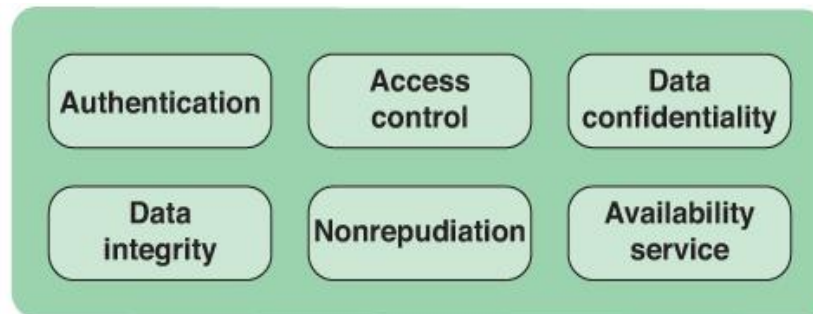 Authentication
Access
control
Data
confidentiality
Data
integrity
Nonrepudiation
Availability
service